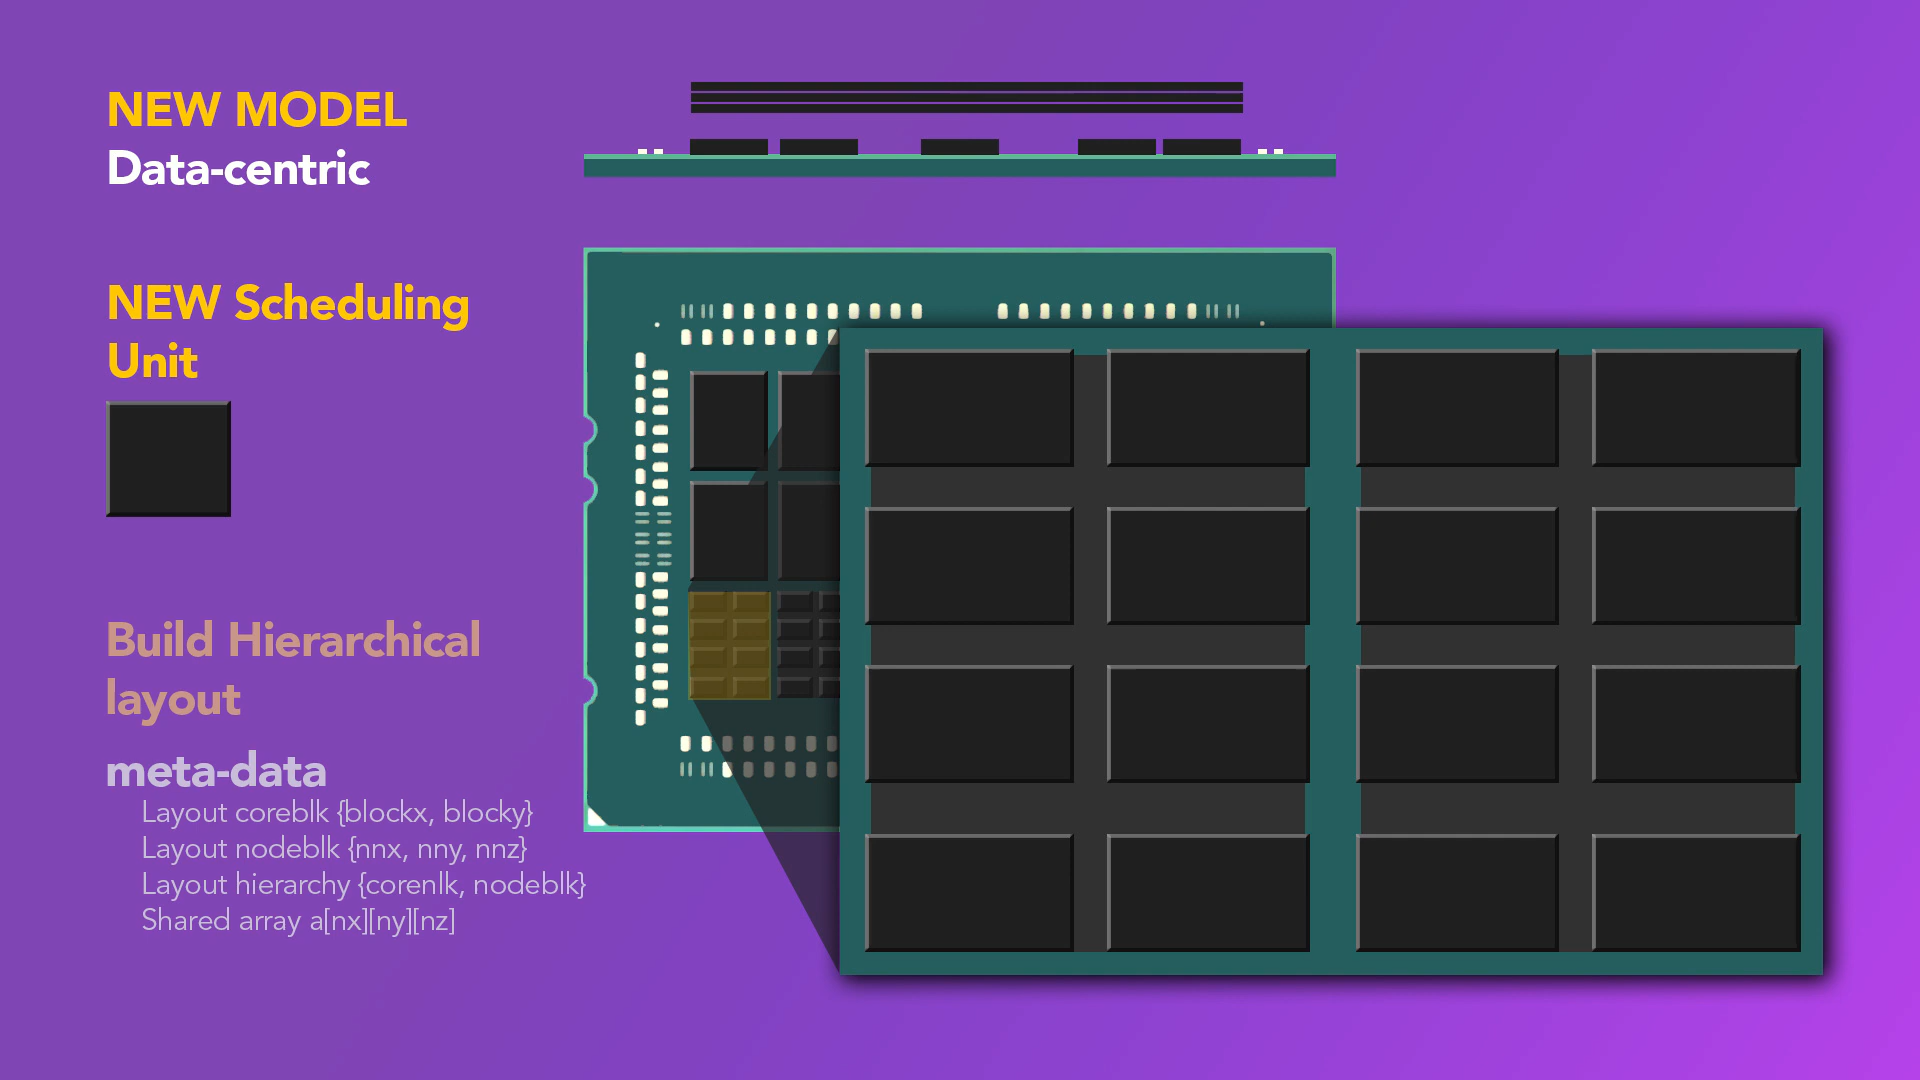 NEW MODEL
Data-centric
NEW Scheduling
Unit
Build Hierarchical
layout
meta-data
Layout coreblk {blockx, blocky}
Layout nodeblk {nnx, nny, nnz}
Layout hierarchy {corenlk, nodeblk}
Shared array a[nx][ny][nz]